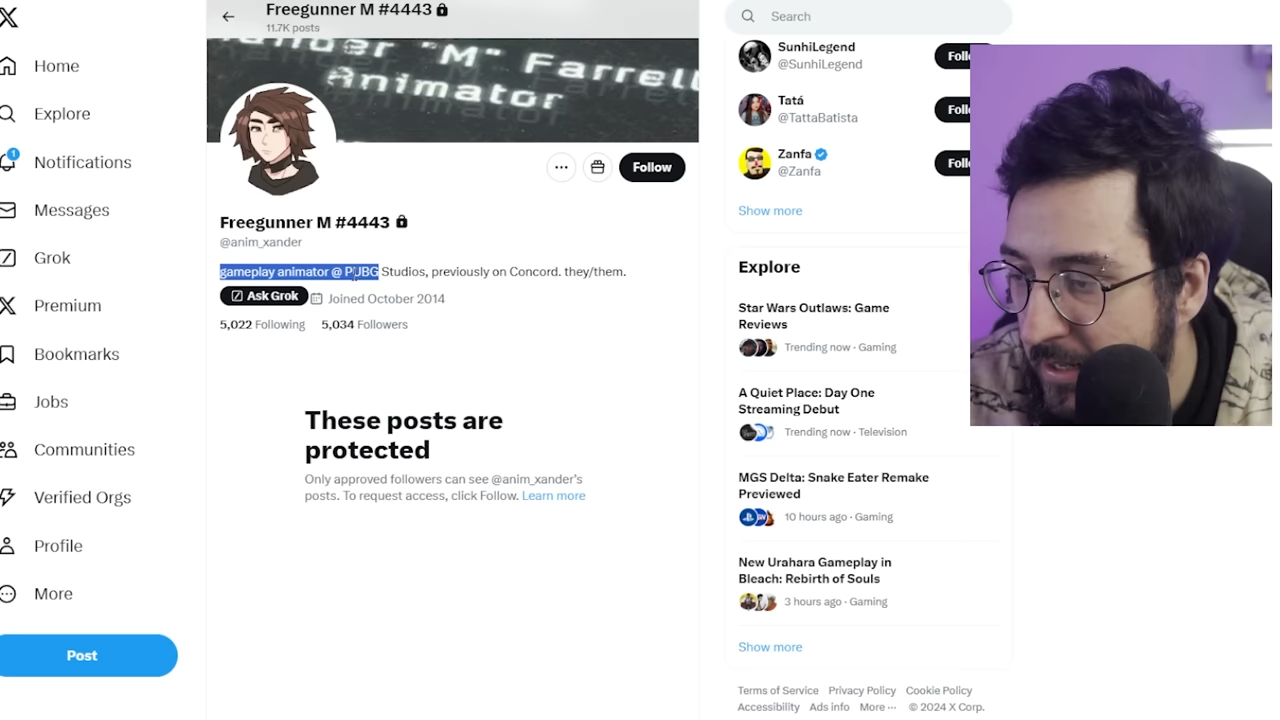 Home
Explore
1
Notifications
Messages
Grok
Premium
Bookmarks
Jobs
Communities
Verified Orgs
Profile
More
Post
Freegunner M #4443
11.7K posts
"M" Farrell
Animator
Follow
Freegunner M #4443
@anim_xander
gameplay animator @ PUBG Studios, previously on Concord. they/them.
Ask Grok
Joined October 2014
5,022 Following 5,034 Followers
These posts are
protected
Only approved followers can see @anim_xander's
posts. To request access, click Follow. Learn more
Search
SunhiLegend
@SunhiLegend
Tatá
@TattaBatista
Zanfa
@Zanfa
Show more
Explore
Star Wars Outlaws: Game
Reviews
Trending now · Gaming
A Quiet Place: Day One
Streaming Debut
Trending now · Television
MGS Delta: Snake Eater Remake
Previewed
10 hours ago · Gaming
New Urahara Gameplay in
Bleach: Rebirth of Souls
3 hours ago · Gaming
Show more
Terms of Service Privacy Policy Cookie Policy
Accessibility Ads info More ··· © 2024 X Corp.